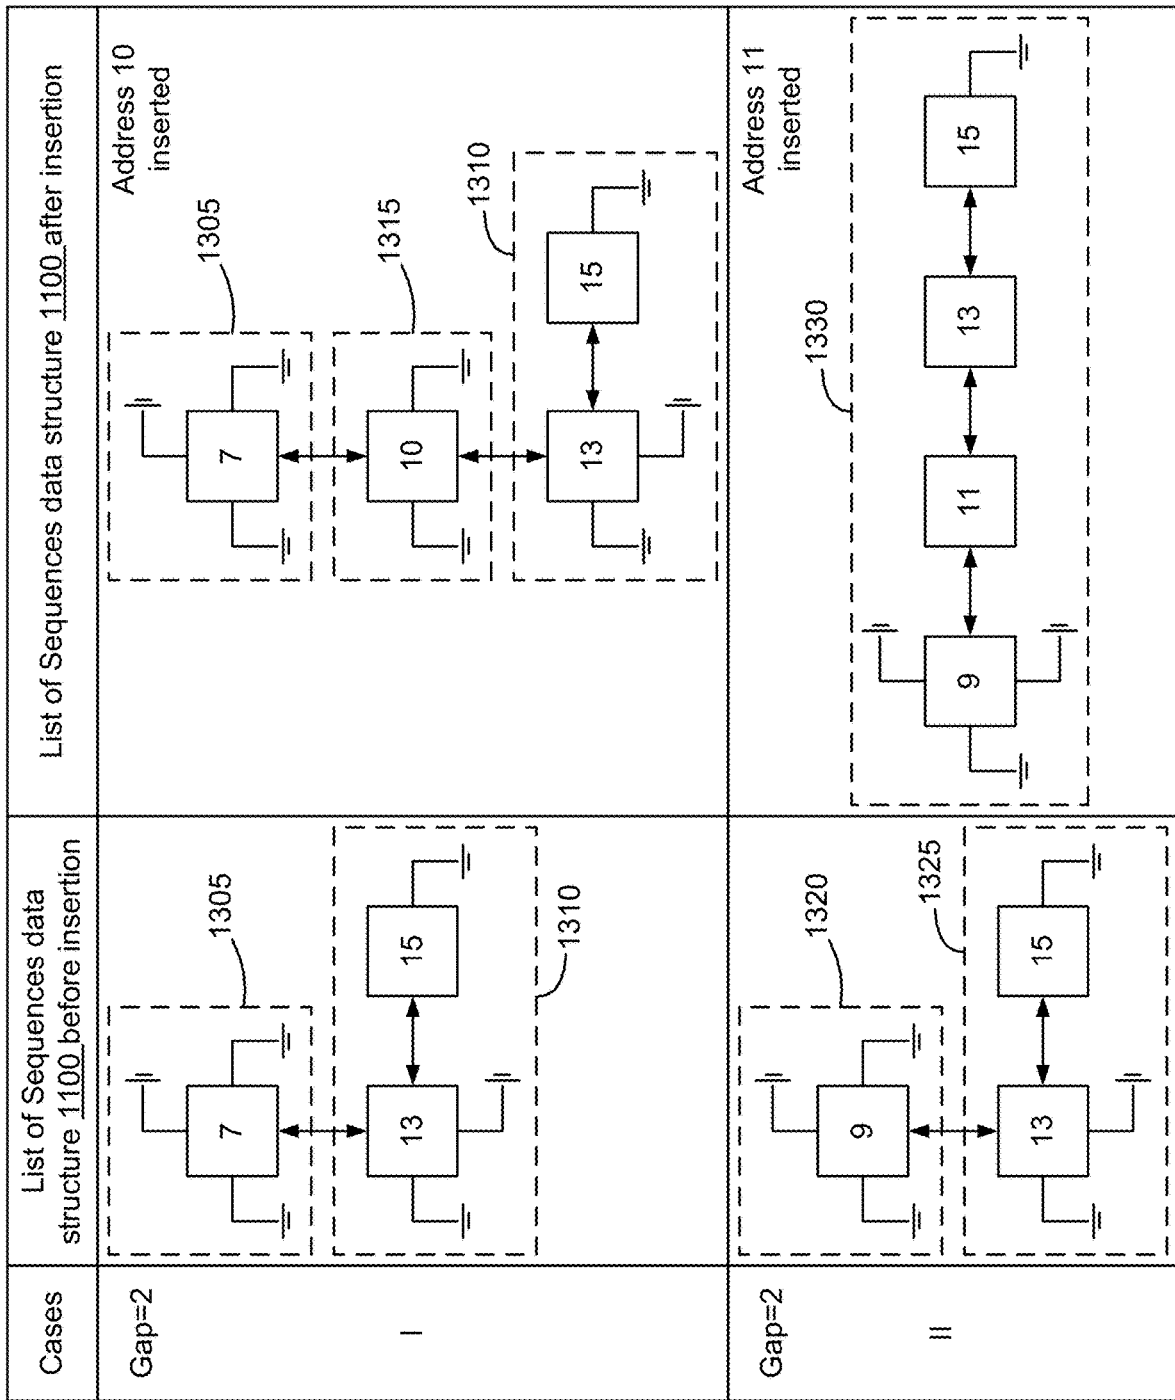 Cases
List of Sequences data
structure 1100 before insertion
List of Sequences data structure 1100 after insertion
Gap=2
I
1305
7
13
15
1310
Address 10
inserted
1305
7
1315
10
1310
13
15
Gap=2
II
1320
9
1325
13
15
Address 11
inserted
1330
9
11
13
15